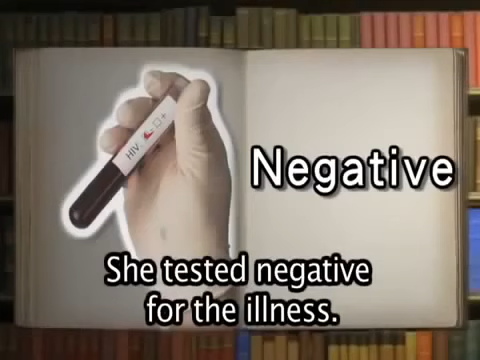 HIV. - +
Negative
She tested negative
for the illness.